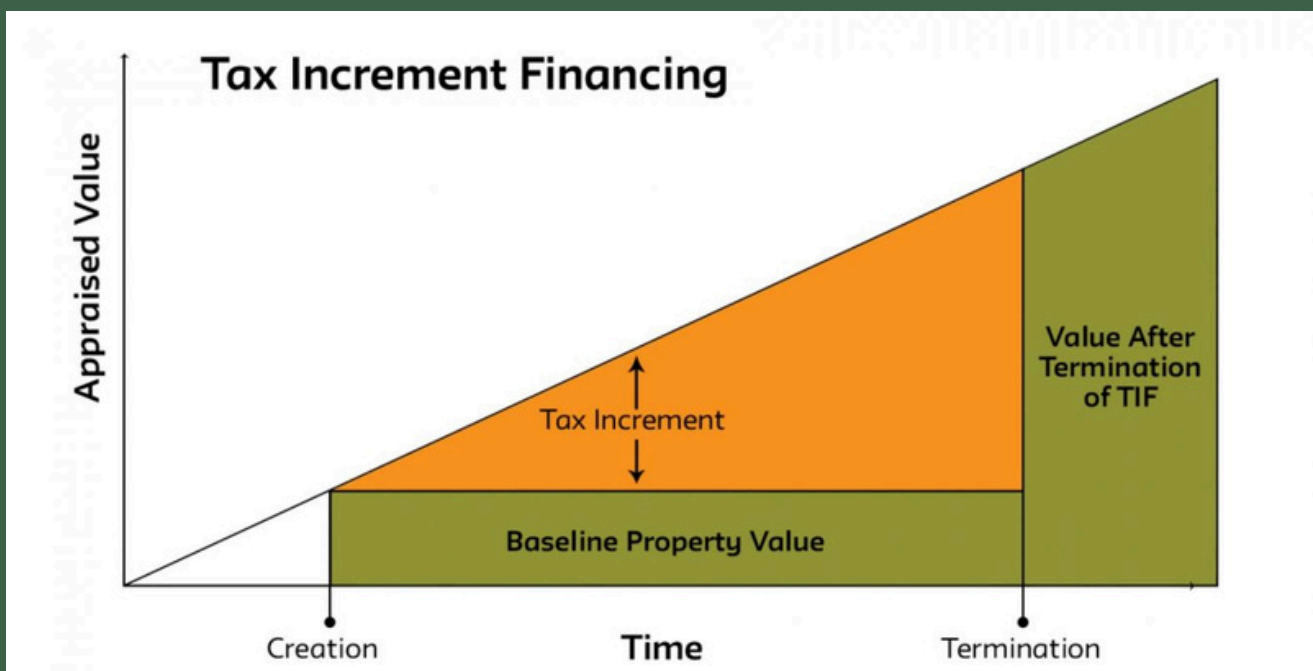 Tax Increment Financing
Appraised Value
Tax Increment
Value After
Termination
of TIF
Baseline Property Value
Creation
Time
Termination